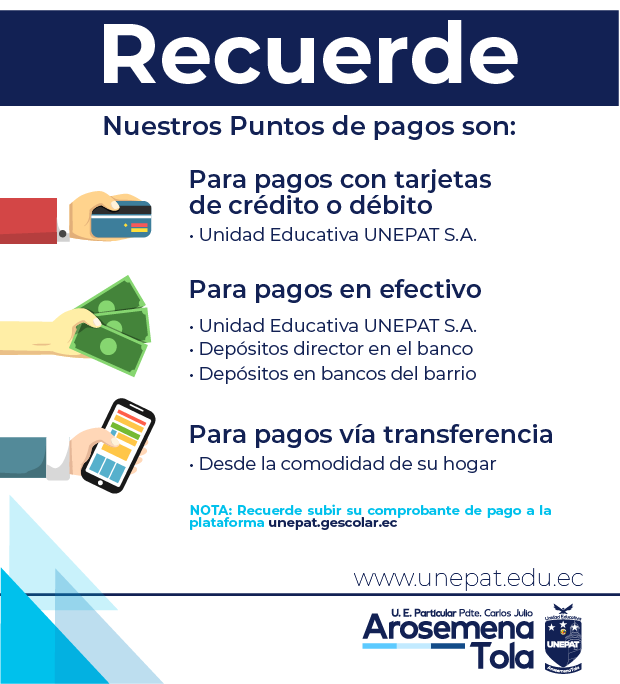 Recuerde
Nuestros Puntos de pagos son:
Para pagos con tarjetas
de crédito o débito
• Unidad Educativa UNEPAT S.A.
Para pagos en efectivo
• Unidad Educativa UNEPAT S.A.
• Depósitos director en el banco
• Depósitos en bancos del barrio
Para pagos vía transferencia
• Desde la comodidad de su hogar
NOTA: Recuerde subir su comprobante de pago a la
plataforma unepat.gescolar.ec
www.unepat.edu.ec
U. E. Particular Pdte. Carlos Julio
Arosemena
Tola
Unidad Educativa
UNEPAT
Arosemena Tola